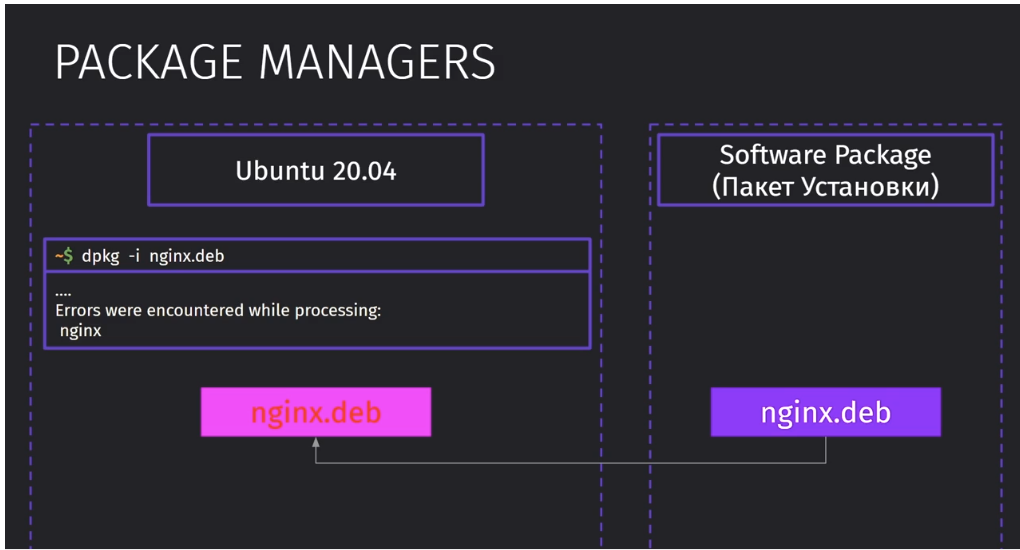 PACKAGE MANAGERS
Ubuntu 20.04
~$ dpkg -i nginx.deb
....
Errors were encountered while processing:
nginx
nginx.deb
Software Package
(Пакет Установки)
nginx.deb